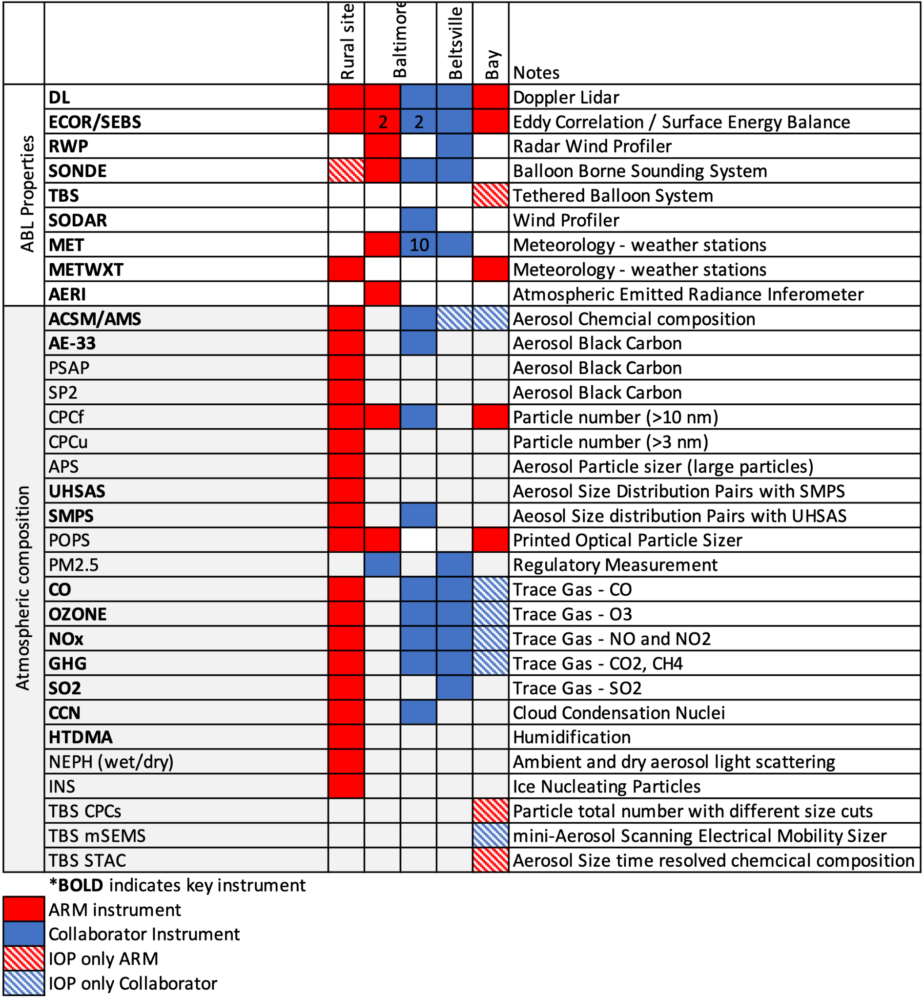 Rural site Baltimore Beltsville Bay Notes
ABL Properties
DL Doppler Lidar
ECOR/SEBS 2 2 Eddy Correlation / Surface Energy Balance
RWP Radar Wind Profiler
SONDE Balloon Borne Sounding System
TBS Tethered Balloon System
SODAR Wind Profiler
MET 10 Meteorology - weather stations
METWXT Meteorology - weather stations
AERI Atmospheric Emitted Radiance Inferometer
Atmospheric composition
ACSM/AMS Aerosol Chemcial composition
AE-33 Aerosol Black Carbon
PSAP Aerosol Black Carbon
SP2 Aerosol Black Carbon
CPCf Particle number (>10 nm)
CPCu Particle number (>3 nm)
APS Aerosol Particle sizer (large particles)
UHSAS Aerosol Size Distribution Pairs with SMPS
SMPS Aeosol Size distribution Pairs with UHSAS
POPS Printed Optical Particle Sizer
PM2.5 Regulatory Measurement
CO Trace Gas - CO
OZONE Trace Gas - O3
NOx Trace Gas - NO and NO2
GHG Trace Gas - CO2, CH4
SO2 Trace Gas - SO2
CCN Cloud Condensation Nuclei
HTDMA Humidification
NEPH (wet/dry) Ambient and dry aerosol light scattering
INS Ice Nucleating Particles
TBS CPCs Particle total number with different size cuts
TBS mSEMS mini-Aerosol Scanning Electrical Mobility Sizer
TBS STAC Aerosol Size time resolved chemcical composition
*BOLD indicates key instrument
ARM instrument
Collaborator Instrument
IOP only ARM
IOP only Collaborator